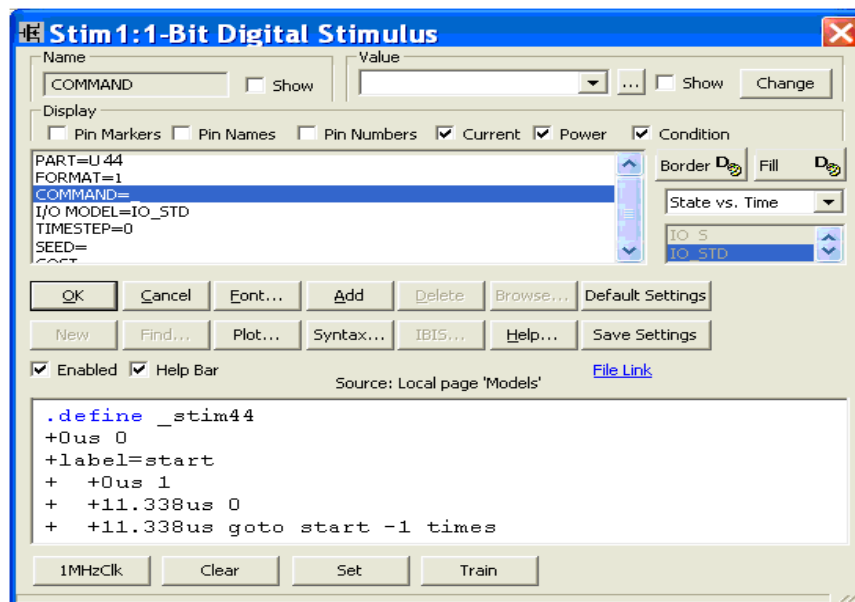 Stim1:1-Bit Digital Stimulus
Name
Value
COMMAND
Show
...
Show
Change
Display
Pin Markers
Pin Names
Pin Numbers
Current
Power
Condition
PART=U44
FORMAT=1
COMMAND=_
I/O MODEL=IO_STD
TIMESTEP=0
SEED=
Border
Fill
State vs. Time
IO_S
IO_STD
OK
Cancel
Font...
Add
Delete
Browse...
Default Settings
New
Find...
Plot...
Syntax...
IBIS...
Help...
Save Settings
Enabled
Help Bar
Source: Local page 'Models'
File Link
.define _stim44
+0us 0
+label=start
+ +0us 1
+ +11.338us 0
+ +11.338us goto start -1 times
1MHzClk
Clear
Set
Train